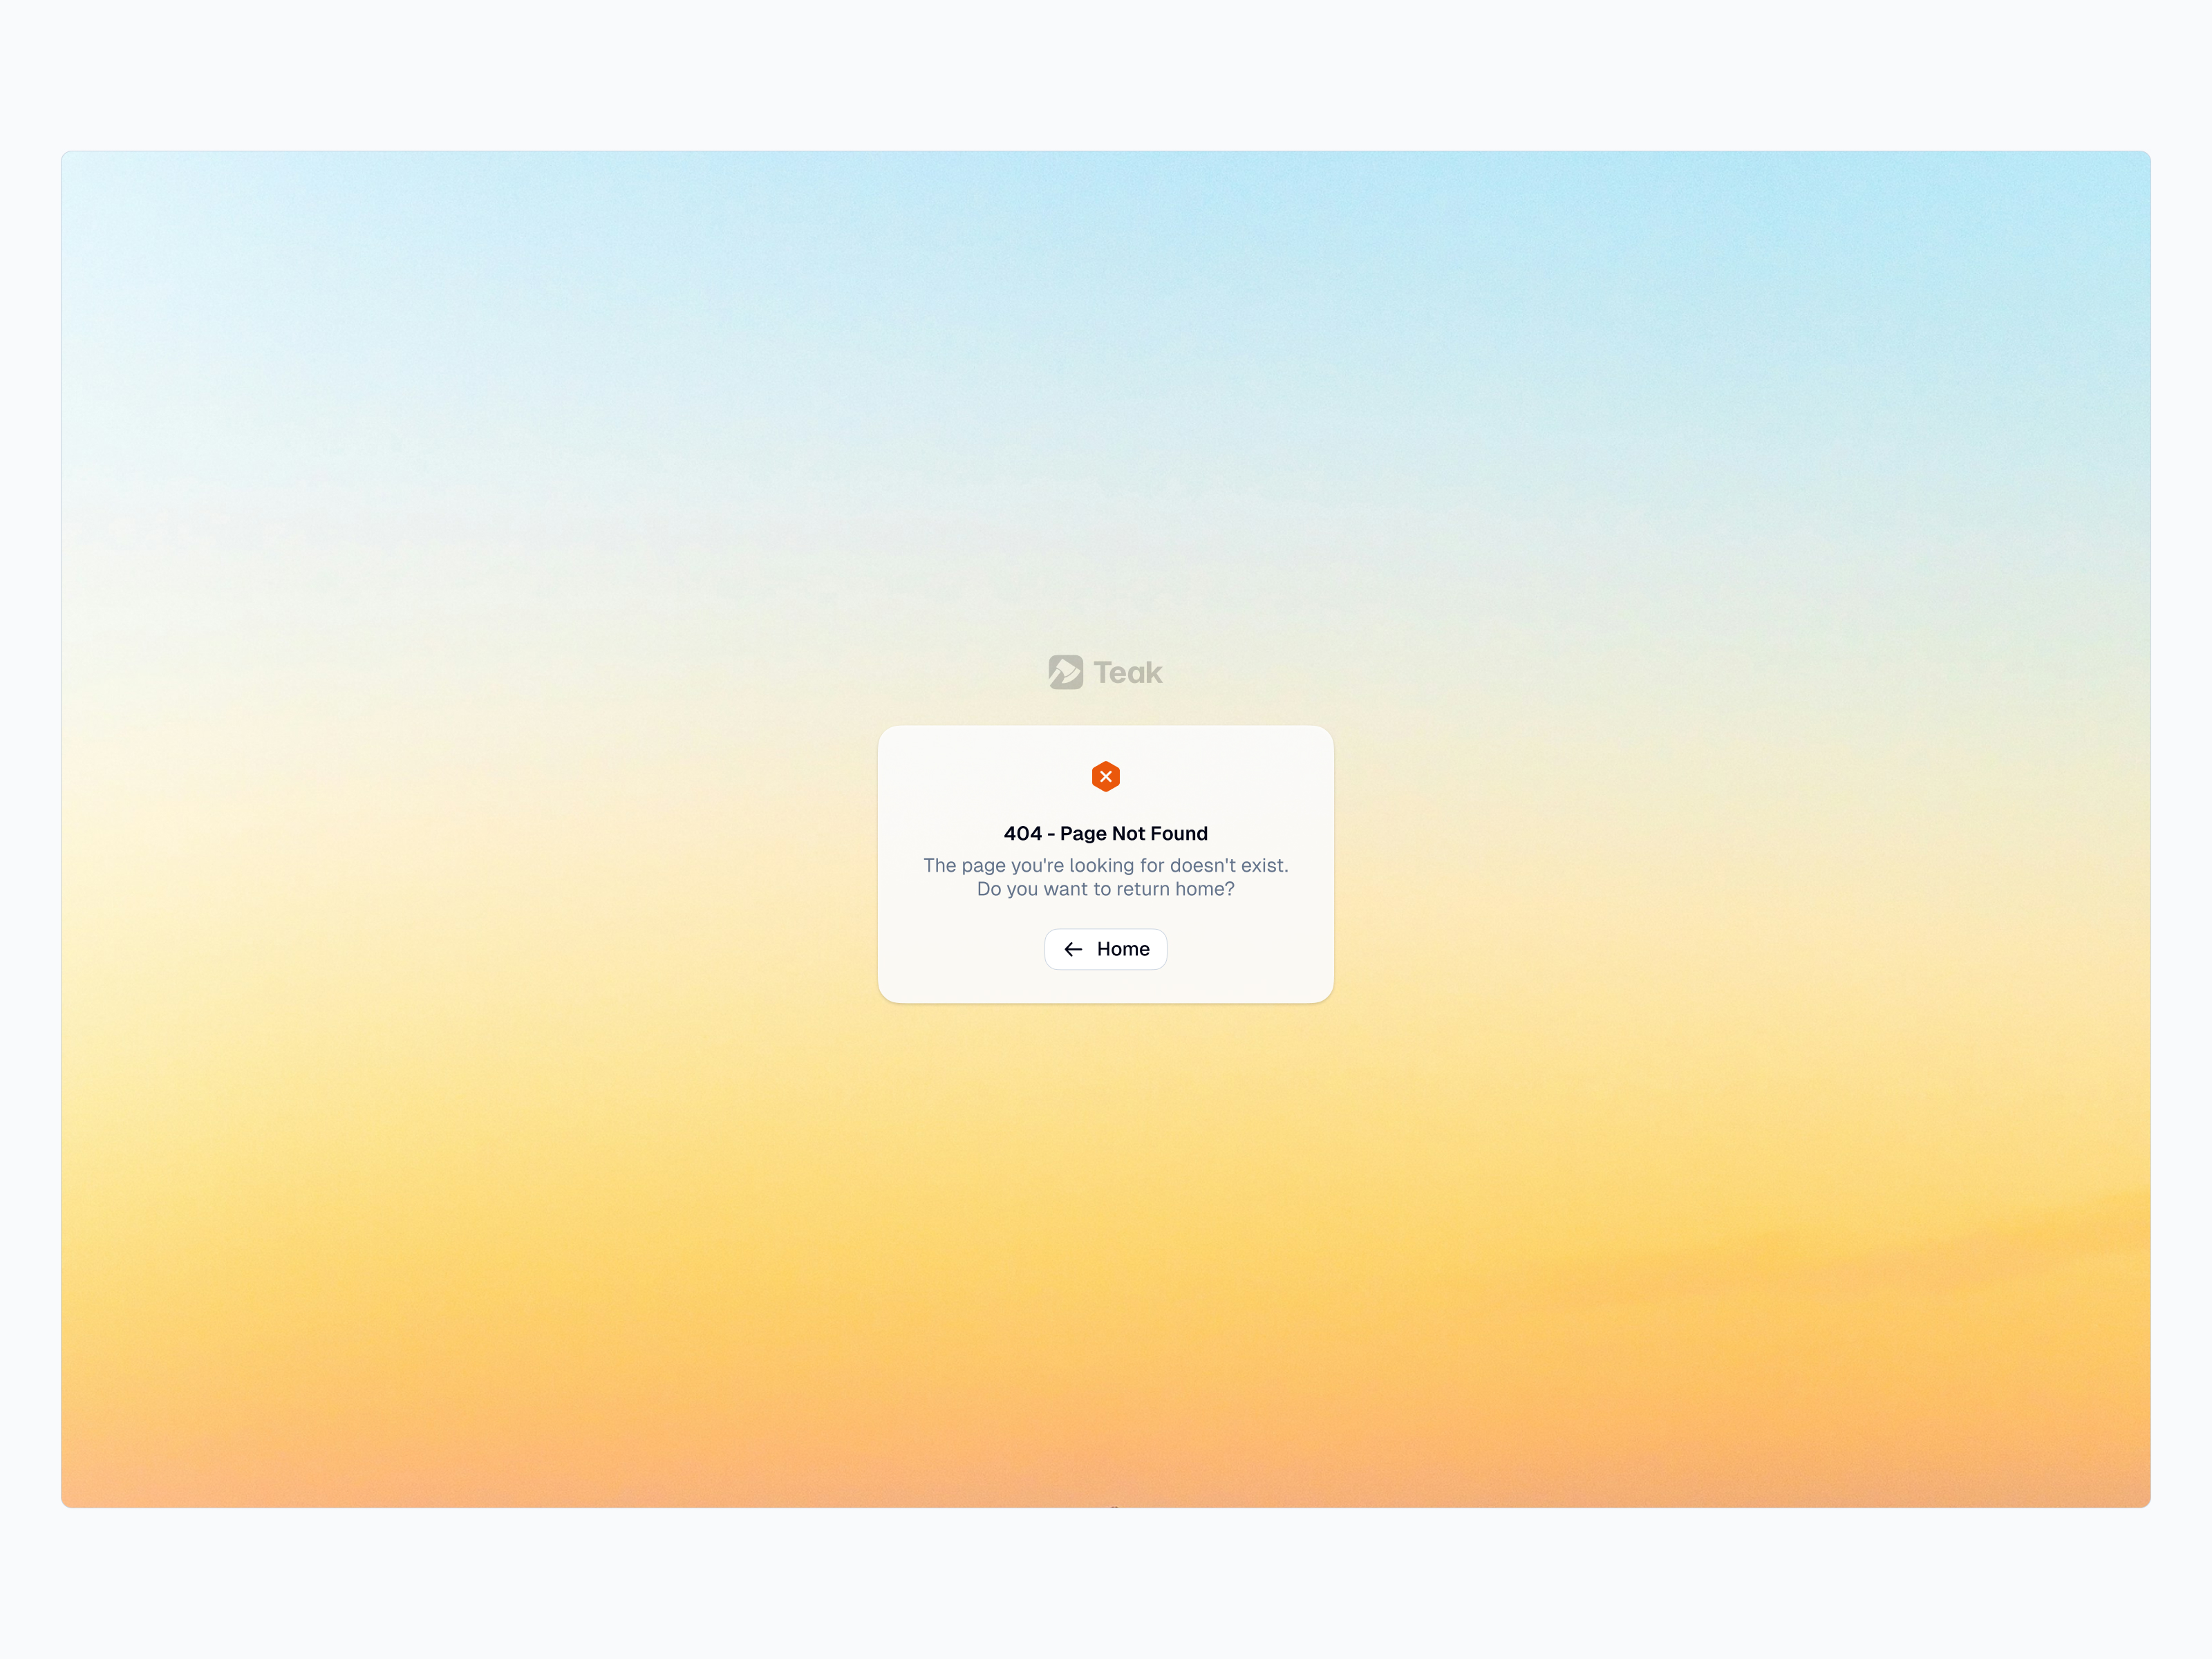 Teak
404 - Page Not Found
The page you're looking for doesn't exist.
Do you want to return home?
Home